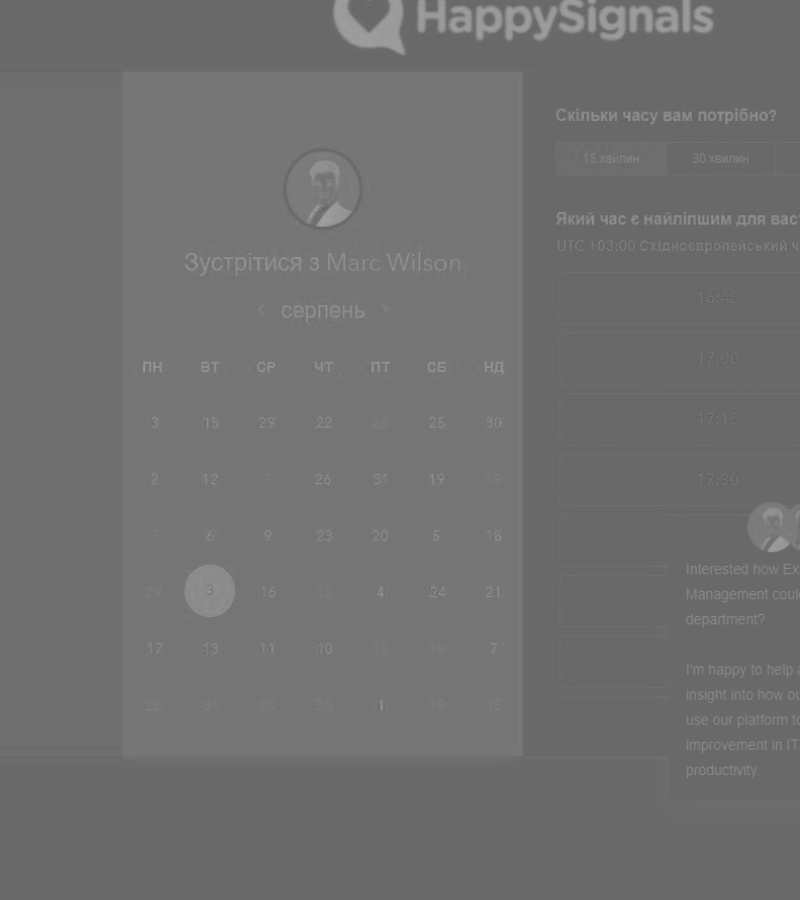 HappySignals
Зустрітися з Marc Wilson
серпень
ПН ВТ СР ЧТ ПТ СБ НД
3 15 29 22 26 25 30
2 12 7 26 31 19 19
7 6 9 23 20 5 18
29 3 16 15 4 24 21
17 13 11 10 15 19 7
26 31 24 30 1 19 15
Скільки часу вам потрібно?
15 хвилин 30 хвилин
Який час є найліпшим для вас
UTC +03:00 Східноєвропейський ч
16:45
17:00
17:15
17:30
Interested how Ex
Management coul
department?
I'm happy to help a
insight into how ou
use our platform to
improvement in IT
productivity.